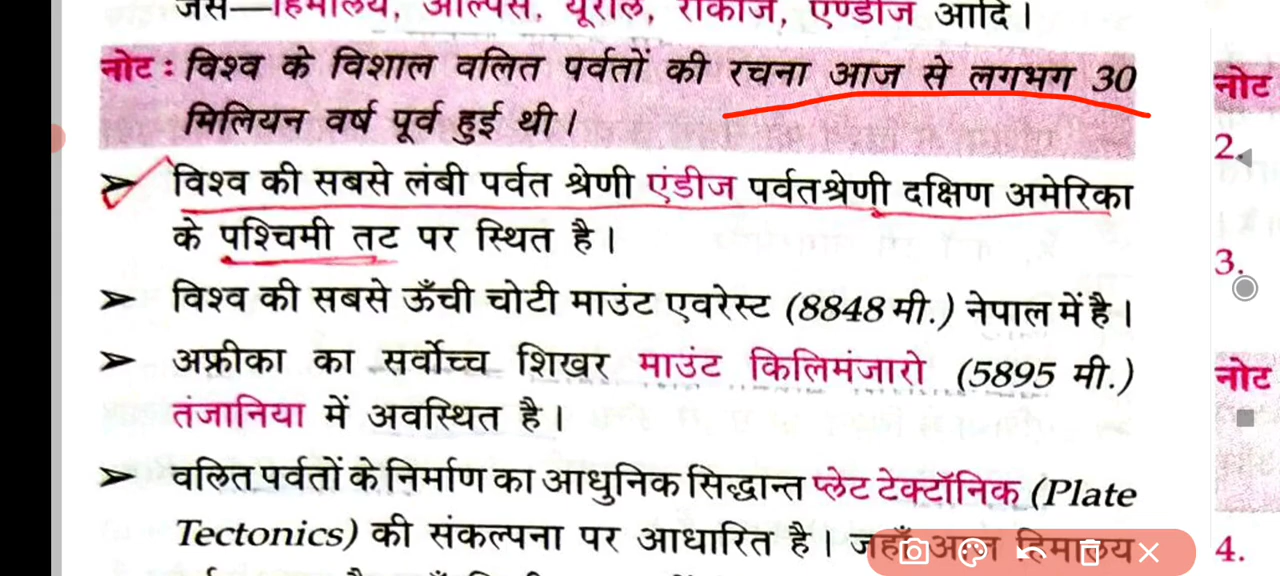 जैसे—हिमालय, आल्पस, यूराल, रॉकीज, एण्डीज आदि।
नोट : विश्व के विशाल वलित पर्वतों की रचना आज से लगभग 30
मिलियन वर्ष पूर्व हुई थी।
➢ विश्व की सबसे लंबी पर्वत श्रेणी एंडीज पर्वतश्रेणी दक्षिण अमेरिका
के पश्चिमी तट पर स्थित है।
➢ विश्व की सबसे ऊँची चोटी माउंट एवरेस्ट (8848 मी.) नेपाल में है।
➢ अफ़्रीका का सर्वोच्च शिखर माउंट किलिमंजारो (5895 मी.)
तंजानिया में अवस्थित है।
➢ वलित पर्वतों के निर्माण का आधुनिक सिद्धान्त प्लेट टेक्टॉनिक (Plate
Tectonics) की संकल्पना पर आधारित है। जहाँ आज हिमालय
नोट
2.
3.
नोट
4.